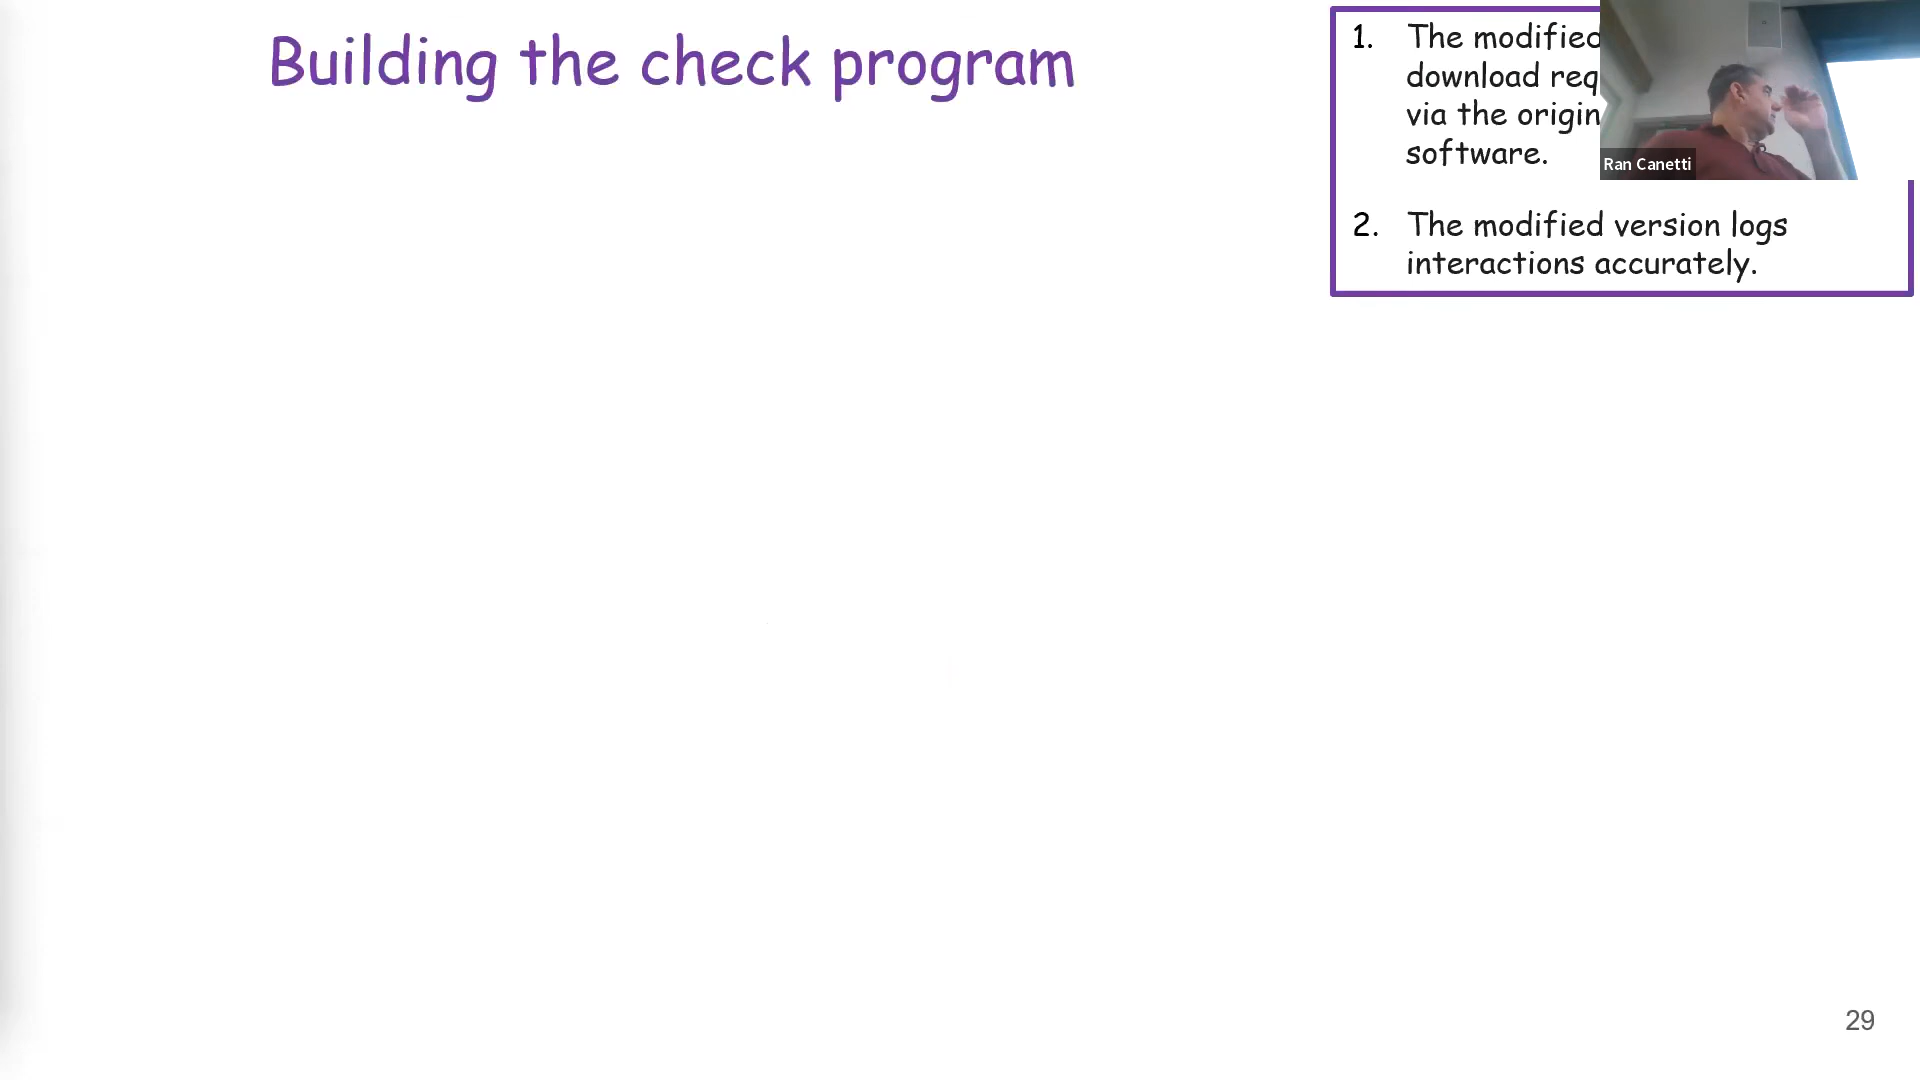 Building the check program
1. The modified
download req
via the origin
software.
Ran Canetti
2. The modified version logs
interactions accurately.
29